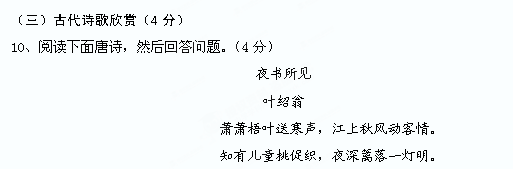 （三）古代诗歌欣赏（4 分）
10、阅读下面唐诗，然后回答问题。（4 分）
夜书所见
叶绍翁
萧萧梧叶送寒声，江上秋风动客情。
知有儿童挑促织，夜深篱落一灯明。